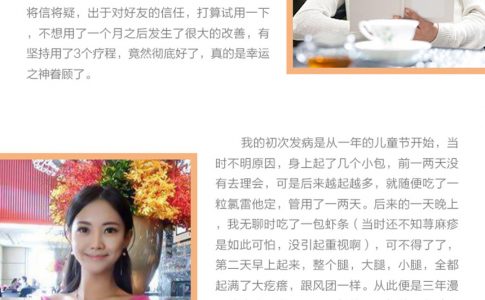 将信将疑，出于对好友的信任，打算试用一下
，不想用了一个月之后发生了很大的改善，有
坚持用了3个疗程，竟然彻底好了，真的是幸运
之神眷顾了。
我的初次发病是从一年的儿童节开始，当
时不明原因，身上起了几个小包，前一两天没
有去理会，可是后来越起越多，就随便吃了一
粒氯雷他定，管用了一两天。后来的一天晚上
，我无聊时吃了一包虾条（当时还不知荨麻疹
是如此可怕，没引起重视啊），可不得了了，
第二天早上起来，整个腿，大腿，小腿，全都
起满了大疙瘩，跟风团一样。从此便是三年漫